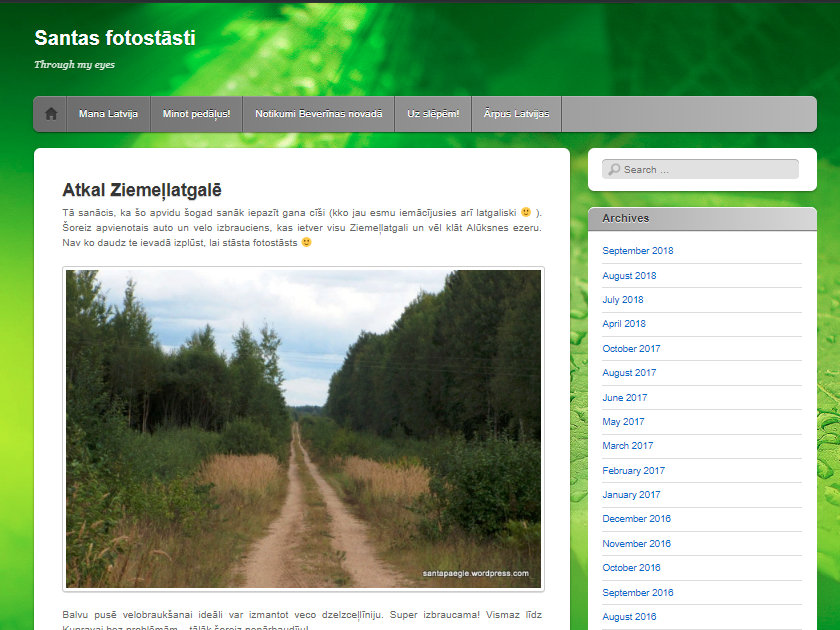 Santas fotostāsti
Through my eyes
Mana Latvija
Minot pedāļus!
Notikumi Beverīnas novadā
Uz slēpēm!
Ārpus Latvijas
Search ...
Atkal Ziemeļlatgalē
Tā sanācis, ka šo apvidu šogad sanāk iepazīt gana cīši (kko jau esmu iemācījusies arī latgaliski 🙂 ).
Šoreiz apvienotais auto un velo izbrauciens, kas ietver visu Ziemeļlatgali un vēl klāt Alūksnes ezeru.
Nav ko daudz te ievadā izplūst, lai stāsta fotostāsts 🙂
santapaegle.wordpress.com
Balvu pusē velobraukšanai ideāli var izmantot veco dzelzceļlīniju. Super izbraucama! Vismaz līdz
Kupravai bez problēmām – tālāk šoreiz nepārbaudīju!
Archives
September 2018
August 2018
July 2018
April 2018
October 2017
August 2017
June 2017
May 2017
March 2017
February 2017
January 2017
December 2016
November 2016
October 2016
September 2016
August 2016